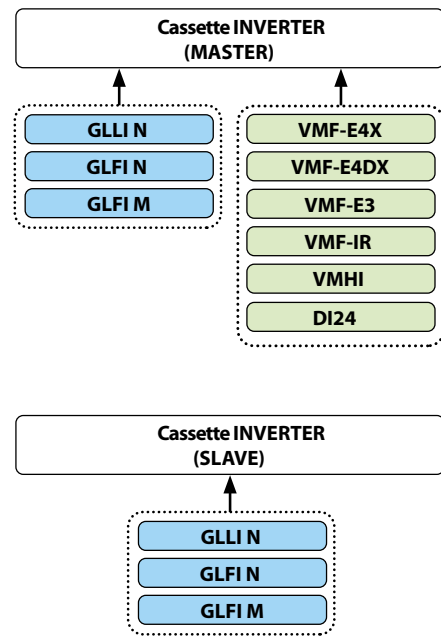 Cassette INVERTER
(MASTER)
GLLI N
GLFI N
GLFI M
VMF-E4X
VMF-E4DX
VMF-E3
VMF-IR
VMHI
DI24
Cassette INVERTER
(SLAVE)
GLLI N
GLFI N
GLFI M